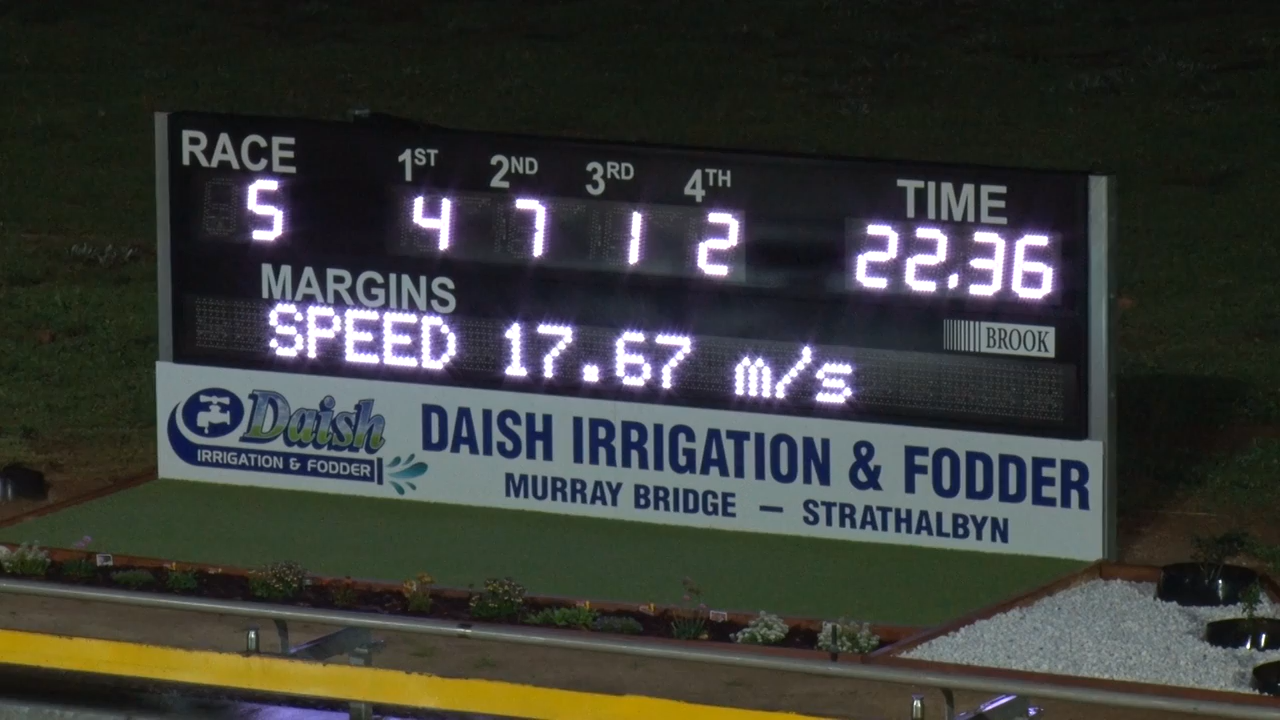 RACE 1ST 2ND 3RD 4TH TIME
5 4 7 1 2 22.36
MARGINS
SPEED 17.67 m/s
BROOK
Daish
IRRIGATION & FODDER
DAISH IRRIGATION & FODDER
MURRAY BRIDGE – STRATHALBYN